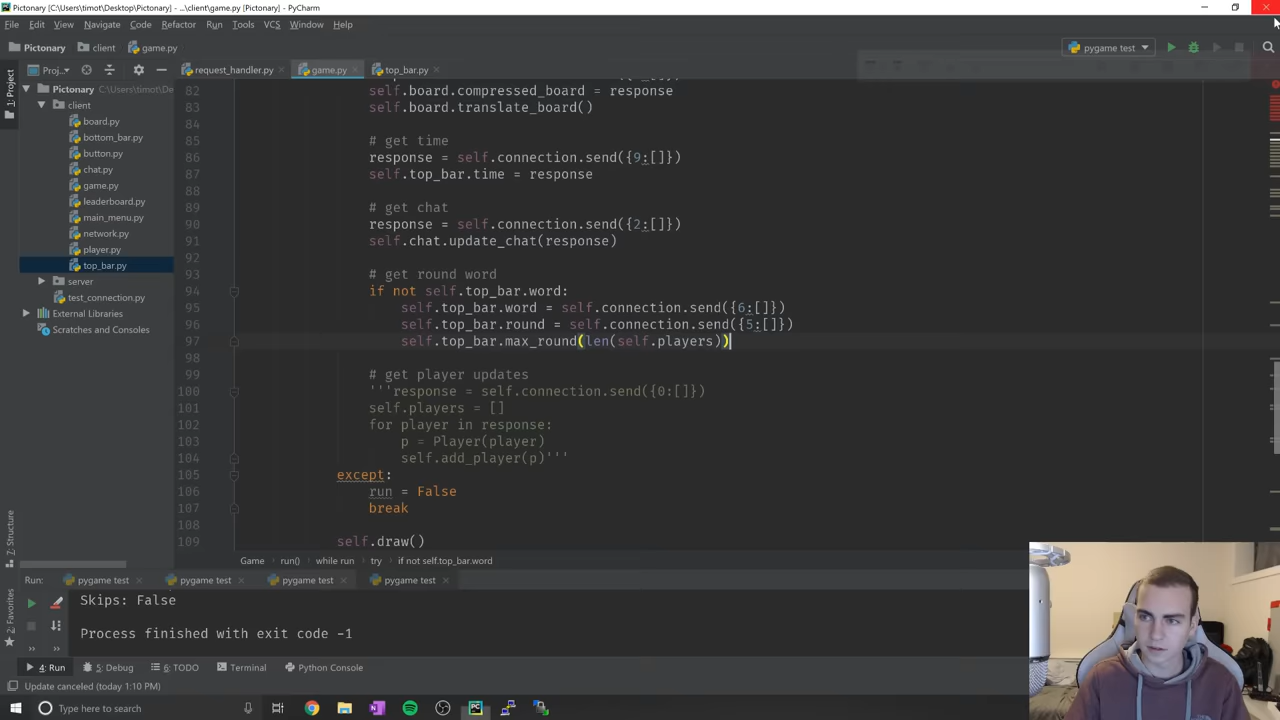 Pictonary [C:\Users\timot\Desktop\Pictonary] - ...\client\game.py [Pictonary] - PyCharm
File Edit View Navigate Code Refactor Run Tools VCS Window Help
Pictonary client game.py pygame test
1: Project
Proj... request_handler.py game.py top_bar.py
Pictonary C:\Users\timot\De
client
board.py
bottom_bar.py
button.py
chat.py
game.py
leaderboard.py
main_menu.py
network.py
player.py
top_bar.py
server
test_connection.py
External Libraries
Scratches and Consoles
82 self.board.compressed_board = response
83 self.board.translate_board()
84
85 # get time
86 response = self.connection.send({9:[]})
87 self.top_bar.time = response
88
89 # get chat
90 response = self.connection.send({2:[]})
91 self.chat.update_chat(response)
92
93 # get round word
94 if not self.top_bar.word:
95 self.top_bar.word = self.connection.send({6:[]})
96 self.top_bar.round = self.connection.send({5:[]})
97 self.top_bar.max_round(len(self.players))
98
99 # get player updates
100 '''response = self.connection.send({0:[]})
101 self.players = []
102 for player in response:
103 p = Player(player)
104 self.add_player(p)'''
105 except:
106 run = False
107 break
108
109 self.draw()
Game run() while run try if not self.top_bar.word
7: Structure
2: Favorites
Run: pygame test pygame test pygame test pygame test
Skips: False
Process finished with exit code -1
4: Run 5: Debug 6: TODO Terminal Python Console
Update canceled (today 1:10 PM)
Type here to search